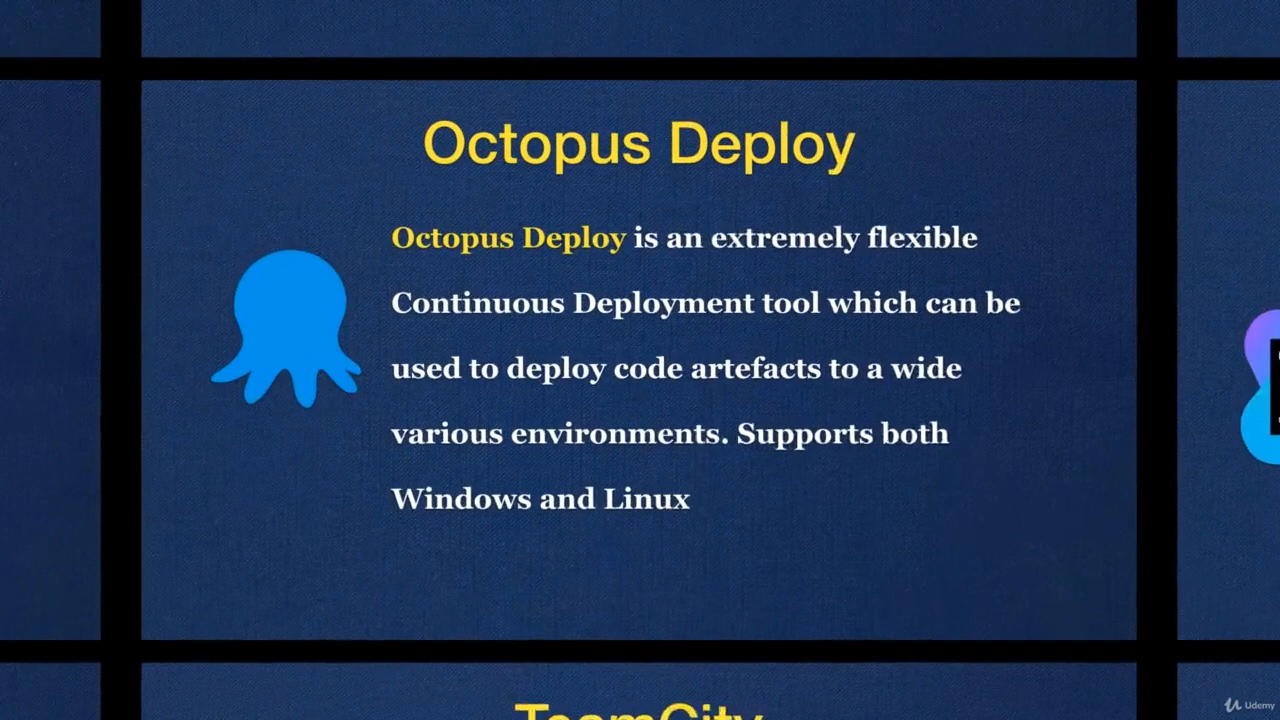 Octopus Deploy
Octopus Deploy is an extremely flexible
Continuous Deployment tool which can be
used to deploy code artefacts to a wide
various environments. Supports both
Windows and Linux
TeamCity
Udemy